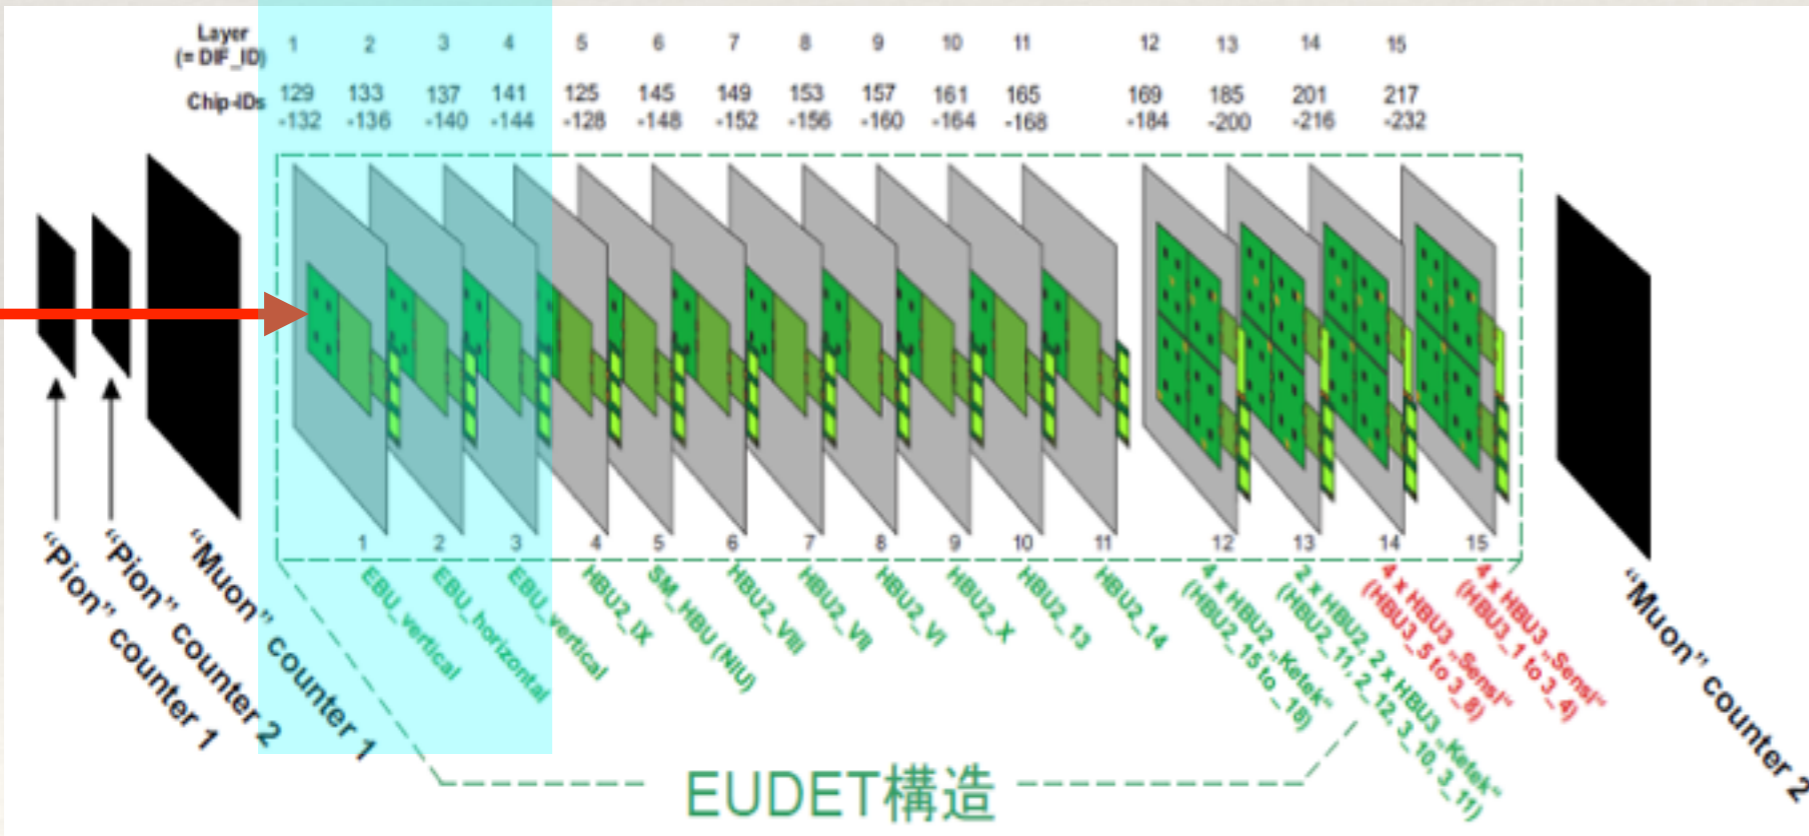 Layer 1 2 3 4 5 6 7 8 9 10 11 12 13 14 15
(= DIF_ID)
Chip-IDs 129 133 137 141 125 145 149 153 157 161 165 169 185 201 217
-132 -136 -140 -144 -128 -148 -152 -156 -160 -164 -168 -184 -200 -216 -232
1 2 3 4 5 6 7 8 9 10 11 12 13 14 15
“Pion” counter 1
“Pion” counter 2
“Muon” counter 1
EBU_vertical
EBU_horizontal
EBU_vertical
HBU2_IX
SM_HBU (NIU)
HBU2_VIII
HBU2_VII
HBU2_VI
HBU2_X
HBU2_13
HBU2_14
4 x HBU2 „Ketek“
(HBU2_15 to _18)
2 x HBU2, 2 x HBU3 „Ketek“
(HBU2_11, 2_12, 3_10, 3_11)
4 x HBU3 „Sensl“
(HBU3_5 to 3_8)
4 x HBU3 „Sensl“
(HBU3_1 to 3_4)
“Muon” counter 2
EUDET構造